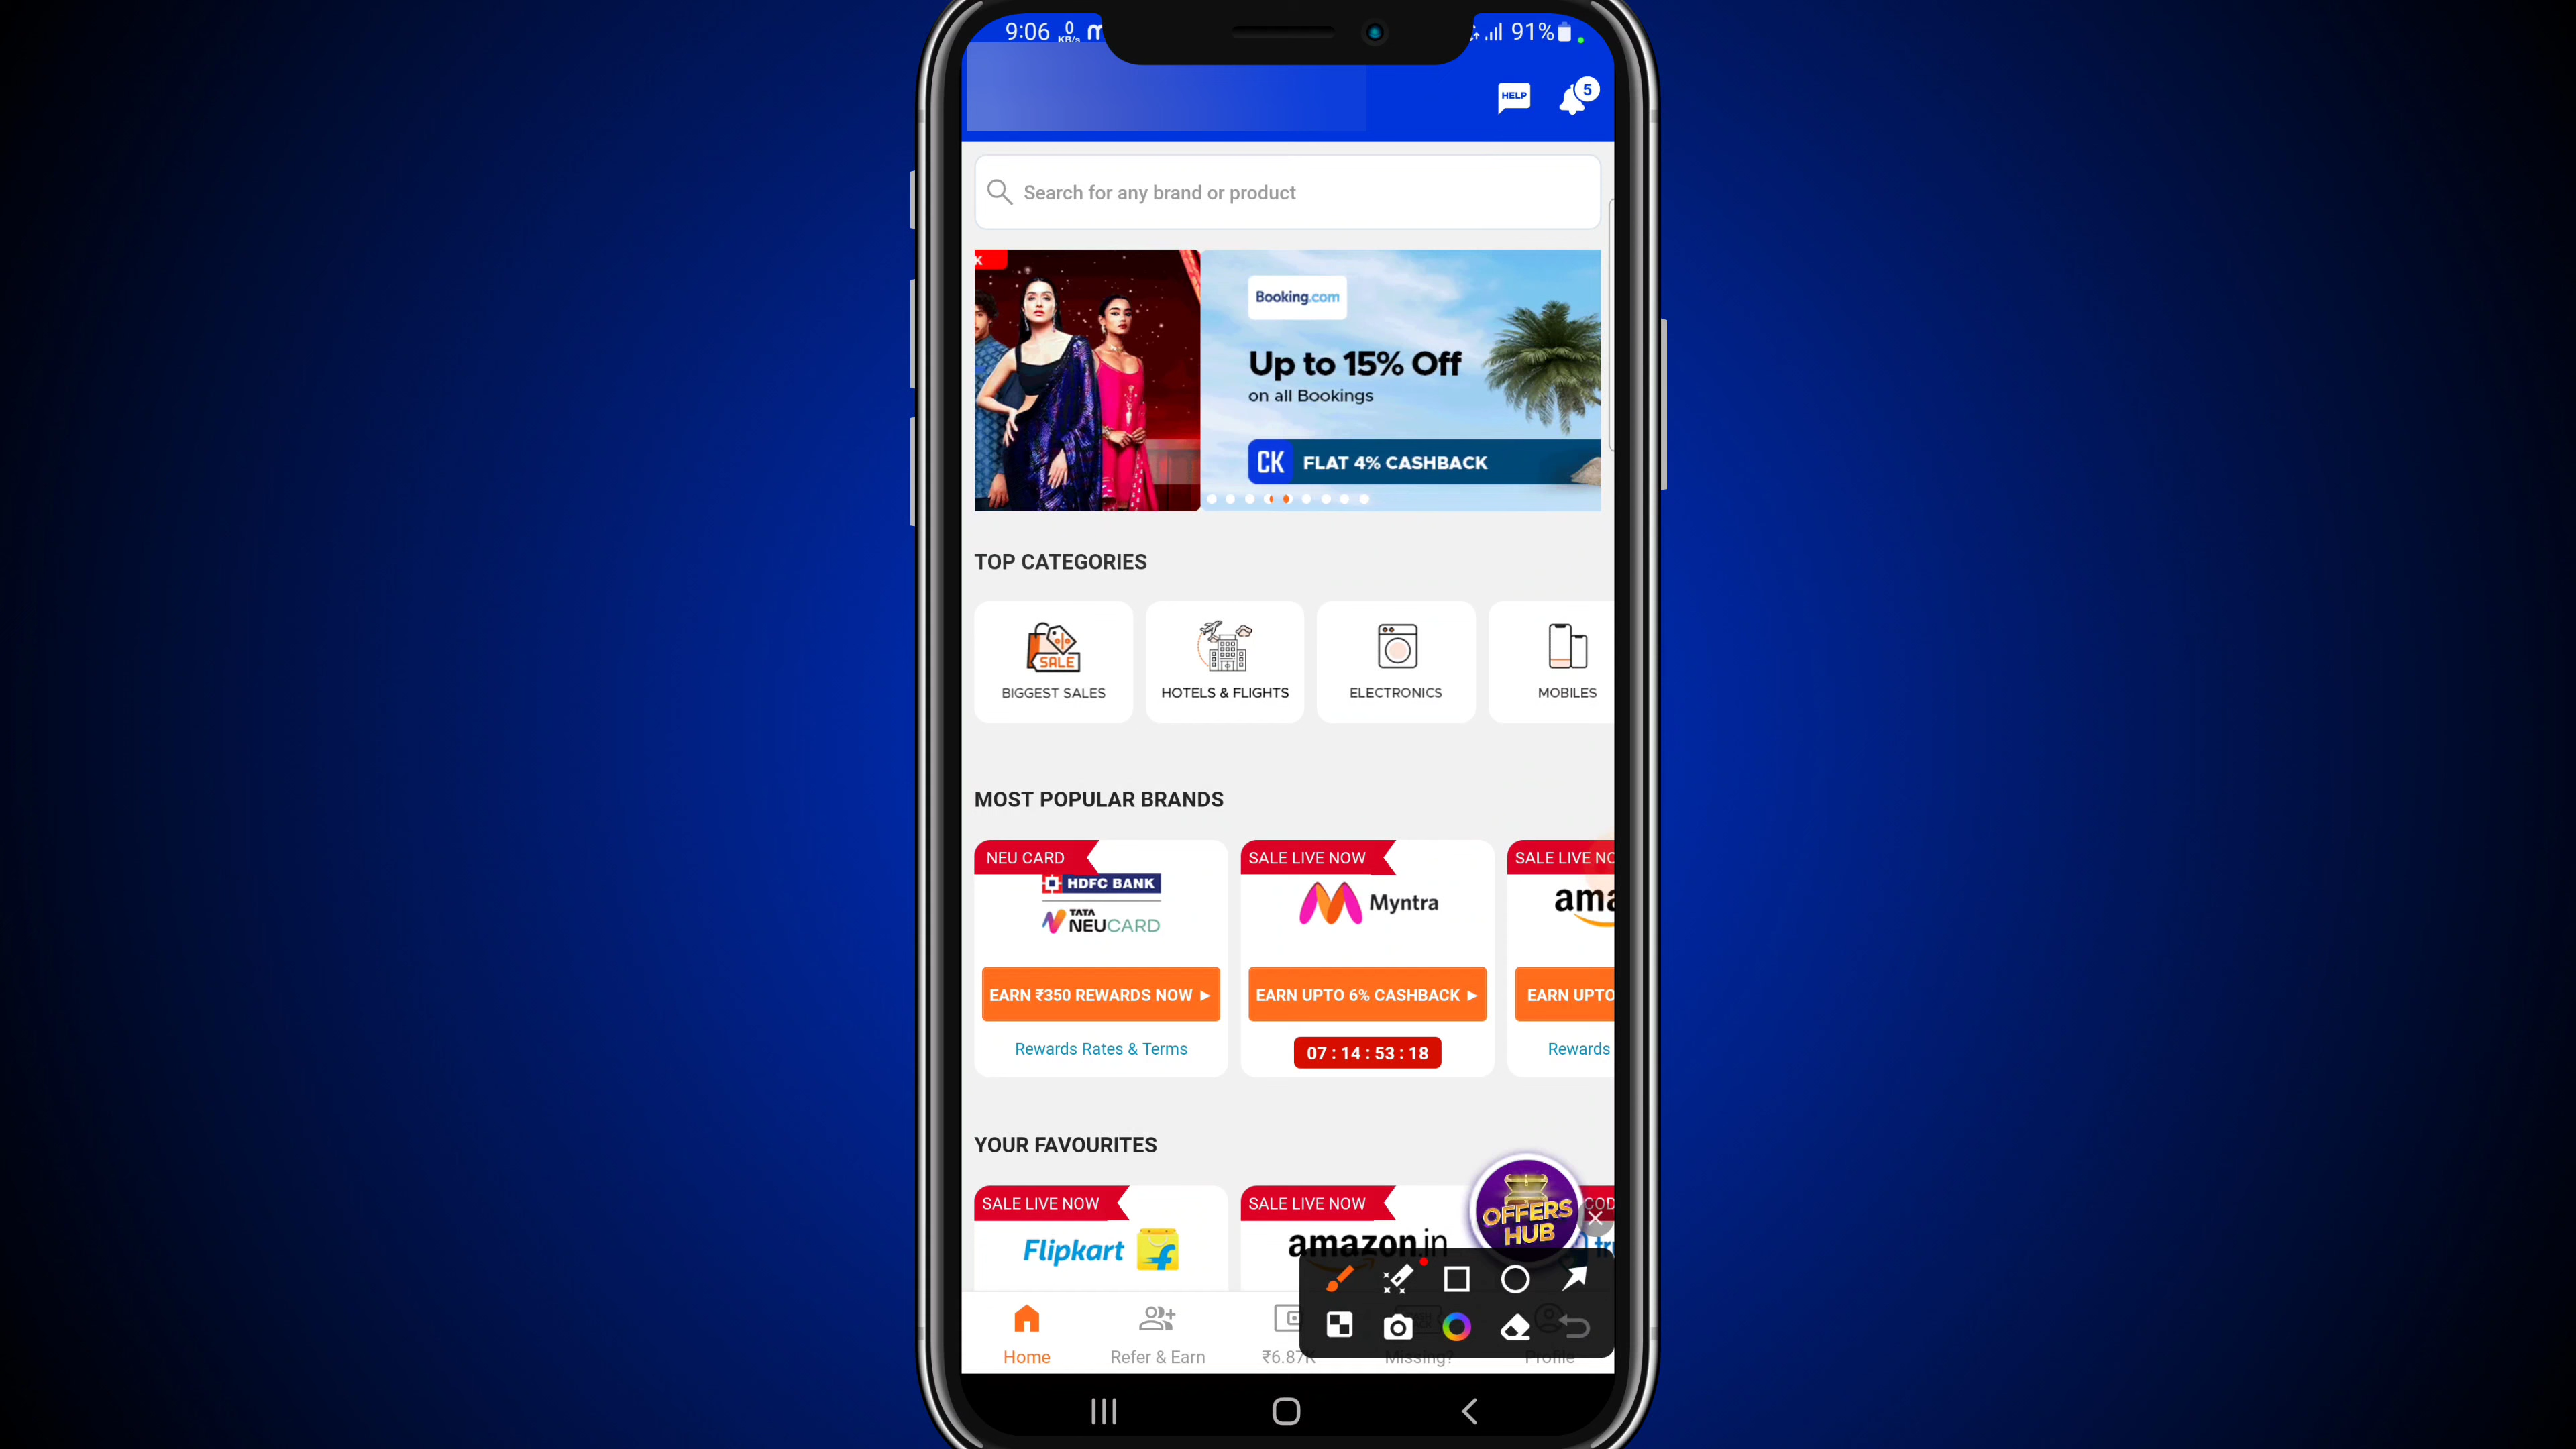 9:06 0 KB/s 91%
HELP
5
Search for any brand or product
K
Booking.com
Up to 15% Off
on all Bookings
CK FLAT 4% CASHBACK
TOP CATEGORIES
SALE
BIGGEST SALES
HOTELS & FLIGHTS
ELECTRONICS
MOBILES
MOST POPULAR BRANDS
NEU CARD
HDFC BANK
TATA
NEUCARD
EARN ₹350 REWARDS NOW ►
Rewards Rates & Terms
SALE LIVE NOW
Myntra
EARN UPTO 6% CASHBACK ►
07 : 14 : 53 : 18
SALE LIVE NO
ama
EARN UPTO
Rewards
YOUR FAVOURITES
SALE LIVE NOW
Flipkart
SALE LIVE NOW
amazon.in
COD
OFFERS
HUB
Home
Refer & Earn
₹6.87K
Missing?
Profile